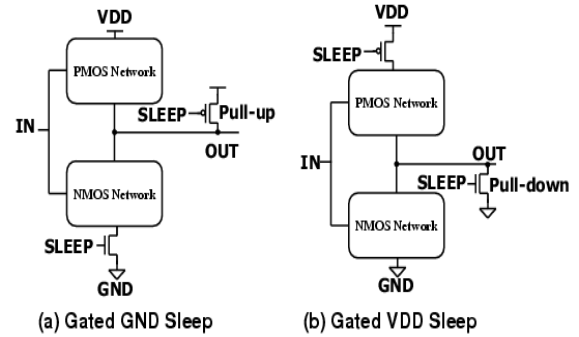 VDD
PMOS Network
SLEEP
Pull-up
IN
OUT
NMOS Network
SLEEP
GND
(a) Gated GND Sleep
VDD
SLEEP
PMOS Network
IN
OUT
SLEEP
Pull-down
NMOS Network
GND
(b) Gated VDD Sleep